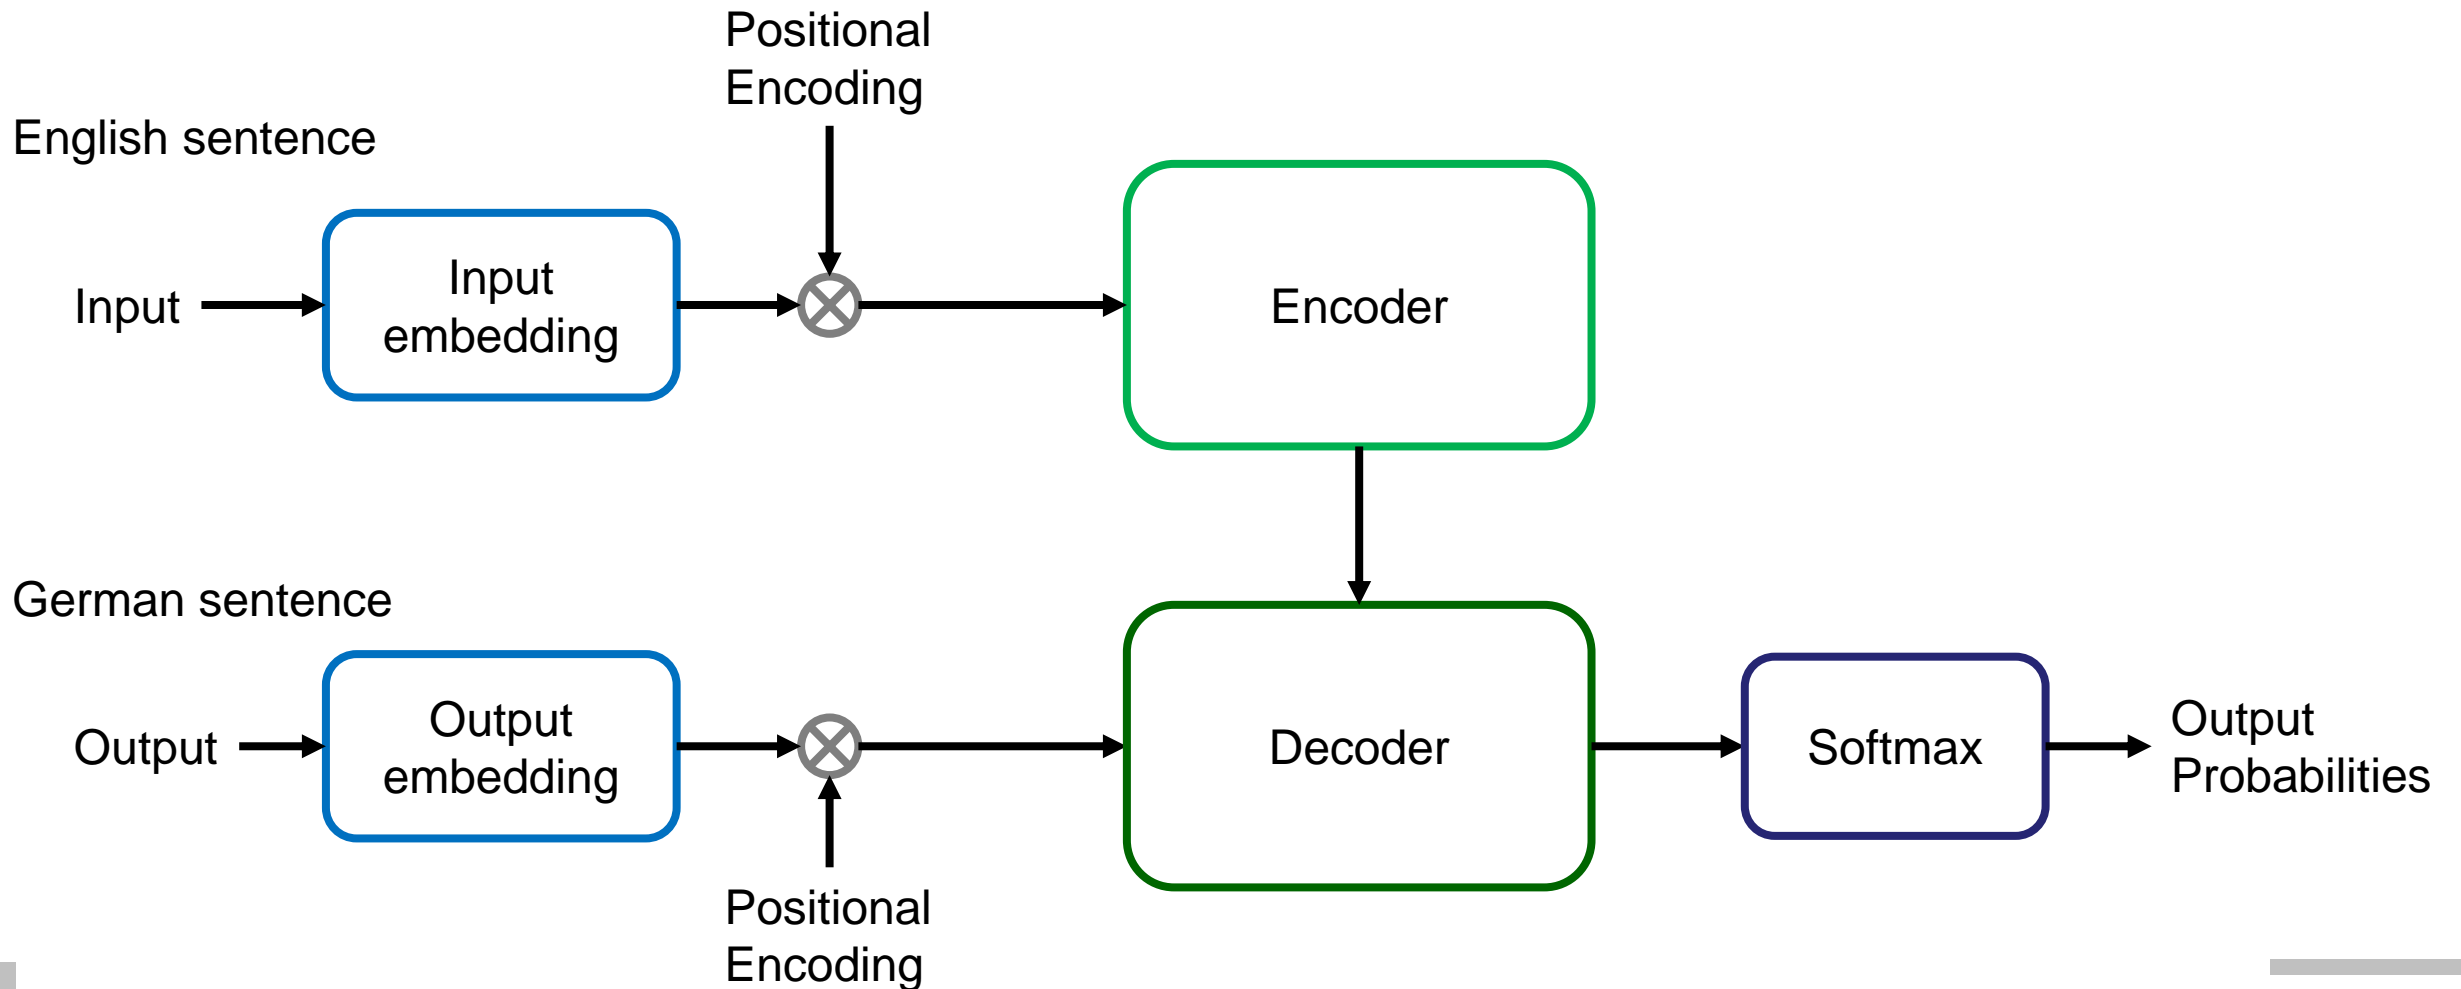 Positional
Encoding
English sentence
Input
Input
embedding
Encoder
German sentence
Output
Output
embedding
Decoder
Softmax
Output
Probabilities
Positional
Encoding